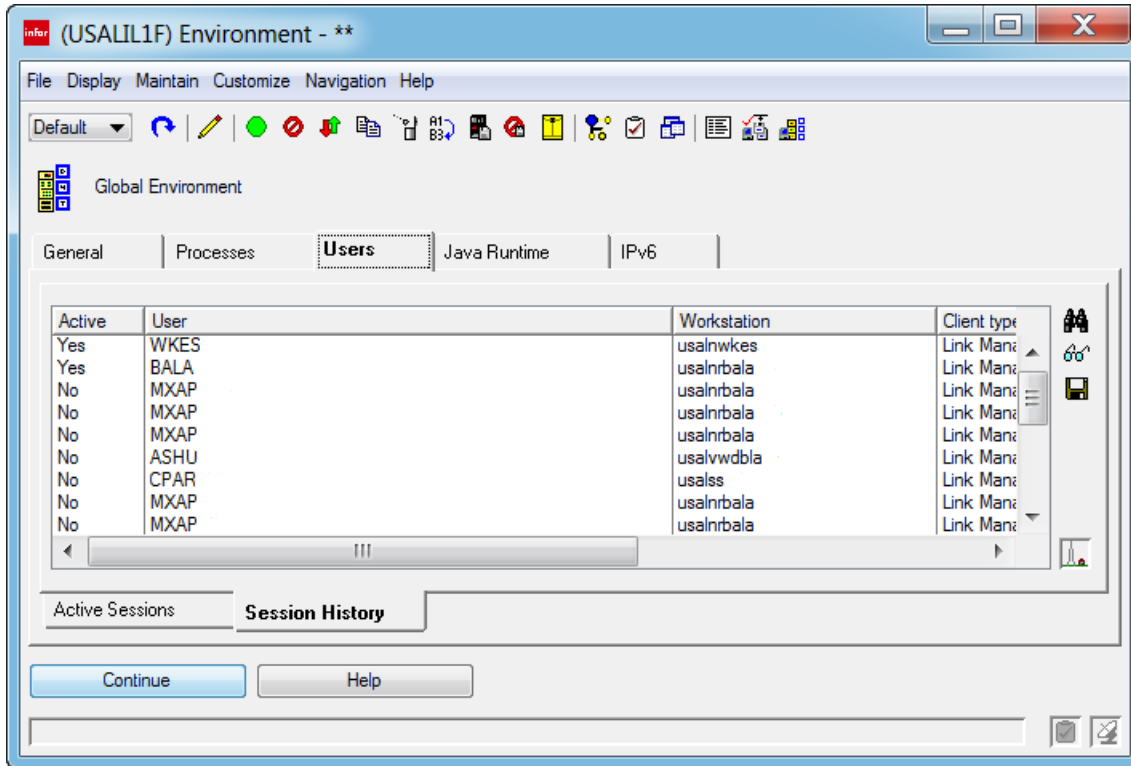 infor (USALIL1F) Environment - **
File Display Maintain Customize Navigation Help
Default
Global Environment
General Processes Users Java Runtime IPv6
Active User Workstation Client type
Yes WKES usalnwkes Link Mana
Yes BALA usalnrbala Link Mana
No MXAP usalnrbala Link Mana
No MXAP usalnrbala Link Mana
No MXAP usalnrbala Link Mana
No ASHU usalvwdbla Link Mana
No CPAR usalss Link Mana
No MXAP usalnrbala Link Mana
No MXAP usalnrbala Link Mana
Active Sessions Session History
Continue Help